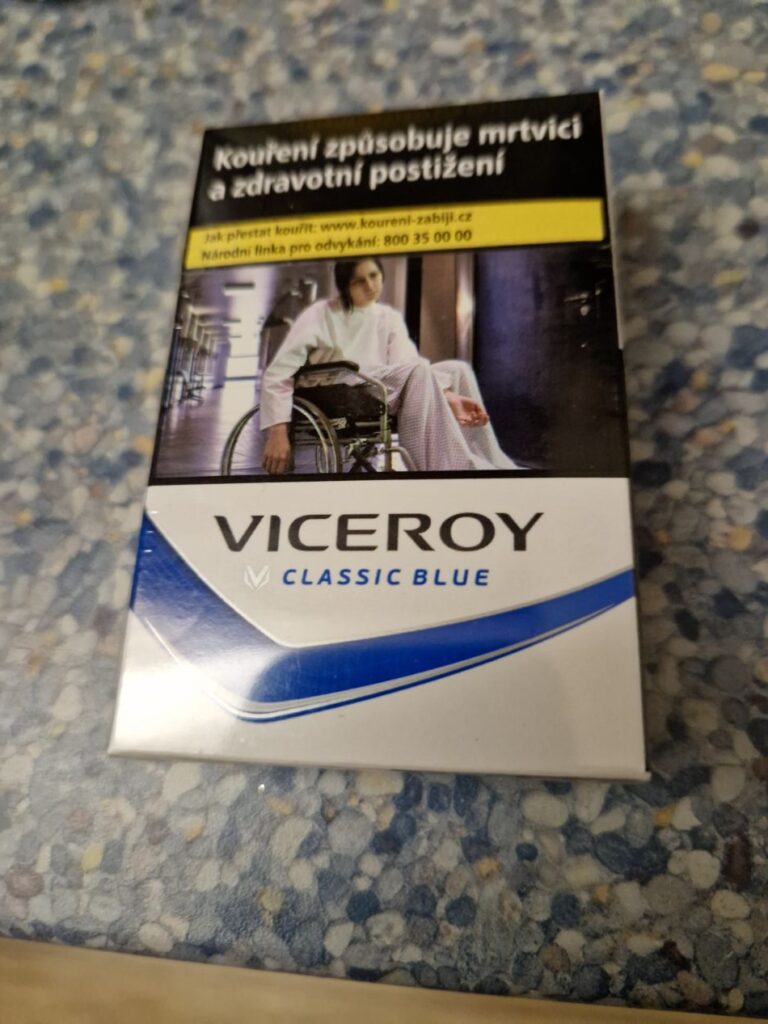 Kouření způsobuje mrtvici
a zdravotní postižení
Jak přestat kouřit: www.koureni-zabiji.cz
Národní linka pro odvykání: 800 35 00 00
VICEROY
CLASSIC BLUE